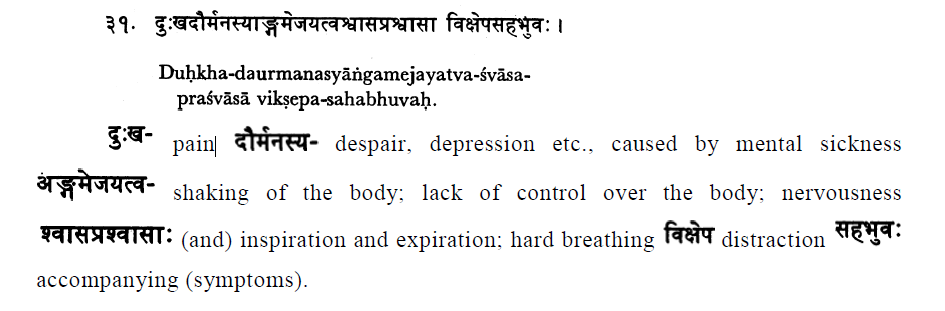 ३१. दुःखदौर्मनस्याङ्गमेजयत्वश्वासप्रश्वासा विक्षेपसहभुवः ।
Duḥkha-daurmanasyāṅgamejayatva-śvāsa-
praśvāsā vikṣepa-sahabhuvaḥ.
दुःख- pain| दौर्मनस्य- despair, depression etc., caused by mental sickness
अङ्गमेजयत्व- shaking of the body; lack of control over the body; nervousness
श्वासप्रश्वासाः (and) inspiration and expiration; hard breathing विक्षेप distraction सहभुवः
accompanying (symptoms).